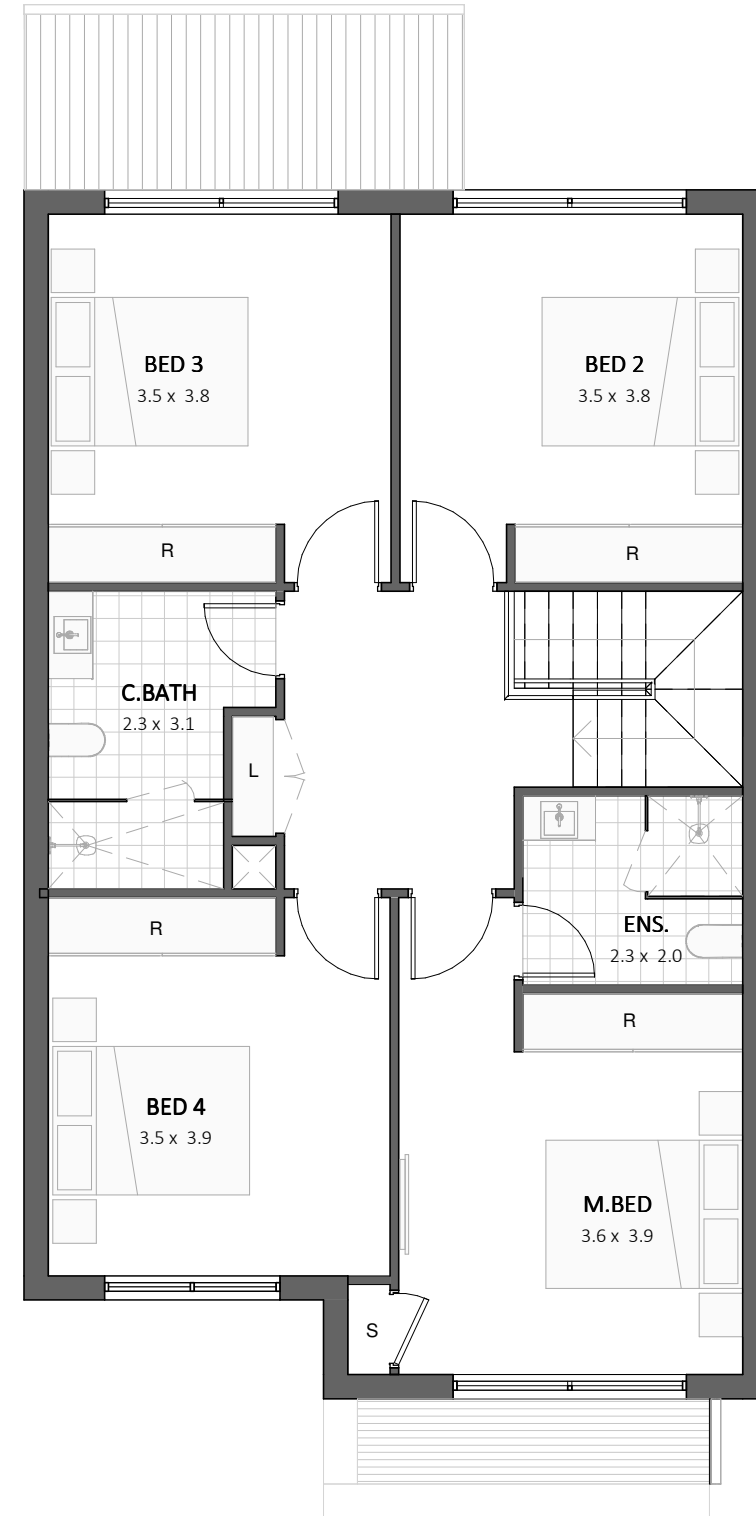 BED 3
3.5 x 3.8
BED 2
3.5 x 3.8
R
R
C.BATH
2.3 x 3.1
L
R
ENS.
2.3 x 2.0
R
BED 4
3.5 x 3.9
M.BED
3.6 x 3.9
S